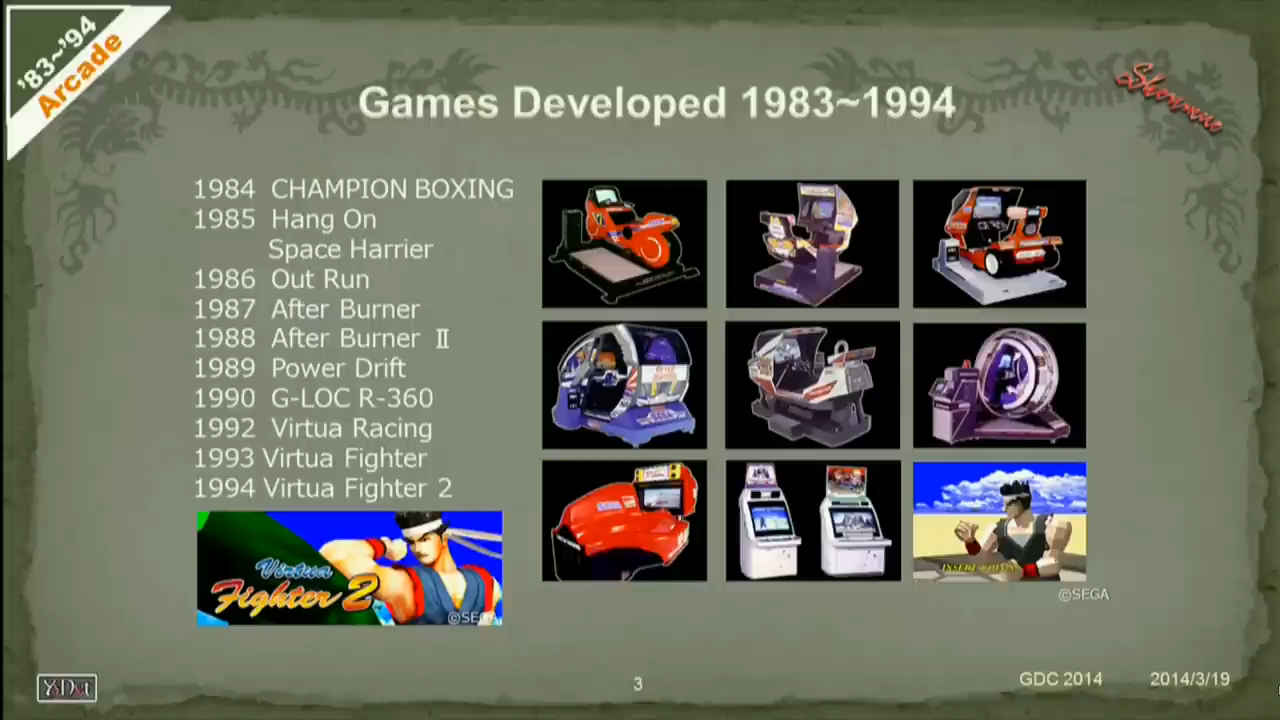 '83~'94
Arcade
Games Developed 1983~1994
Shenmue
1984 CHAMPION BOXING
1985 Hang On
Space Harrier
1986 Out Run
1987 After Burner
1988 After Burner Ⅱ
1989 Power Drift
1990 G-LOC R-360
1992 Virtua Racing
1993 Virtua Fighter
1994 Virtua Fighter 2
Virtua
Fighter 2
©SEGA
©SEGA
YSNet
3
GDC 2014
2014/3/19